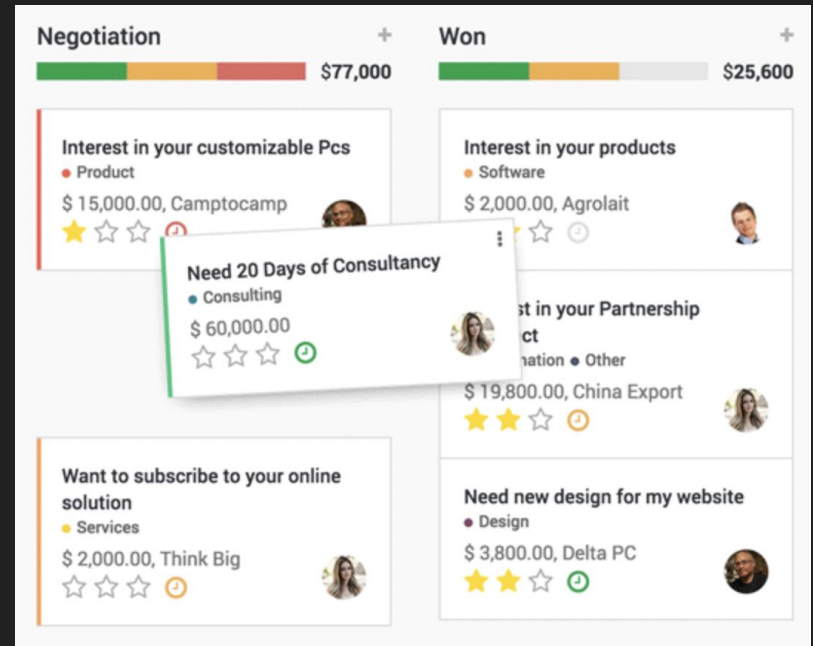 Negotiation
$77,000
Interest in your customizable Pcs
Product
$ 15,000.00, Camptocamp
Need 20 Days of Consultancy
Consulting
$ 60,000.00
Want to subscribe to your online
solution
Services
$ 2,000.00, Think Big
Won
$25,600
Interest in your products
Software
$ 2,000.00, Agrolait
in your Partnership
Other
$ 19,800.00, China Export
Need new design for my website
Design
$ 3,800.00, Delta PC